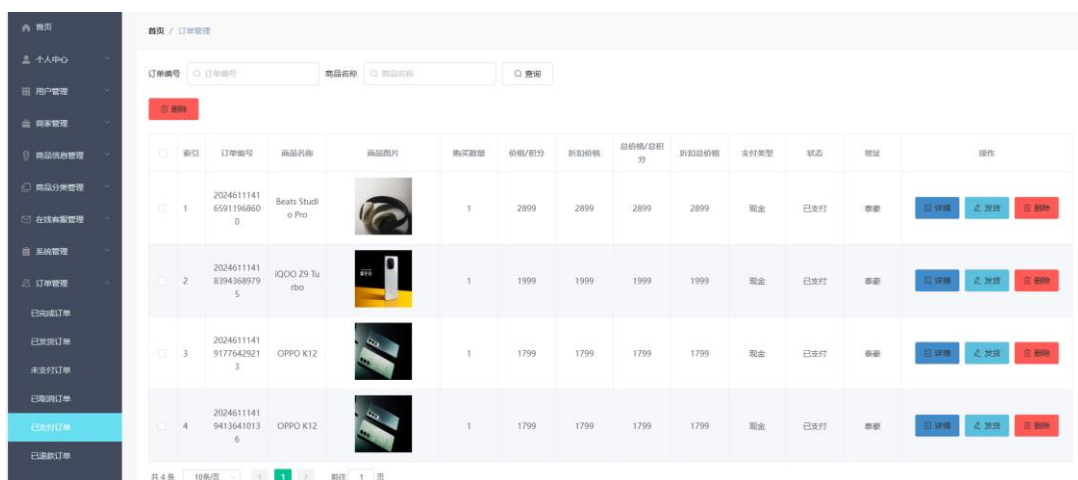 首页
个人中心
用户管理
商家管理
商品信息管理
商品分类管理
在线客服管理
系统管理
订单管理
已完成订单
已发货订单
未支付订单
已取消订单
已支付订单
已退款订单
首页 / 订单管理
订单编号 订单编号 商品名称 商品名称 查询
删除
索引 订单编号 商品名称 商品图片 购买数量 价格/积分 折扣价格 总价格/总积分 折扣总价格 支付类型 状态 地址 操作
1 2024611141
6591196860
0
Beats Studi
o Pro
1 2899 2899 2899 2899 现金 已支付 泰豪 详情 发货 删除
2 2024611141
8394368979
5
iQOO Z9 Tu
rbo
1 1999 1999 1999 1999 现金 已支付 泰豪 详情 发货 删除
3 2024611141
9177642921
3
OPPO K12 1 1799 1799 1799 1799 现金 已支付 泰豪 详情 发货 删除
4 2024611141
9413641013
6
OPPO K12 1 1799 1799 1799 1799 现金 已支付 泰豪 详情 发货 删除
共 4 条 10条/页 1 前往 1 页